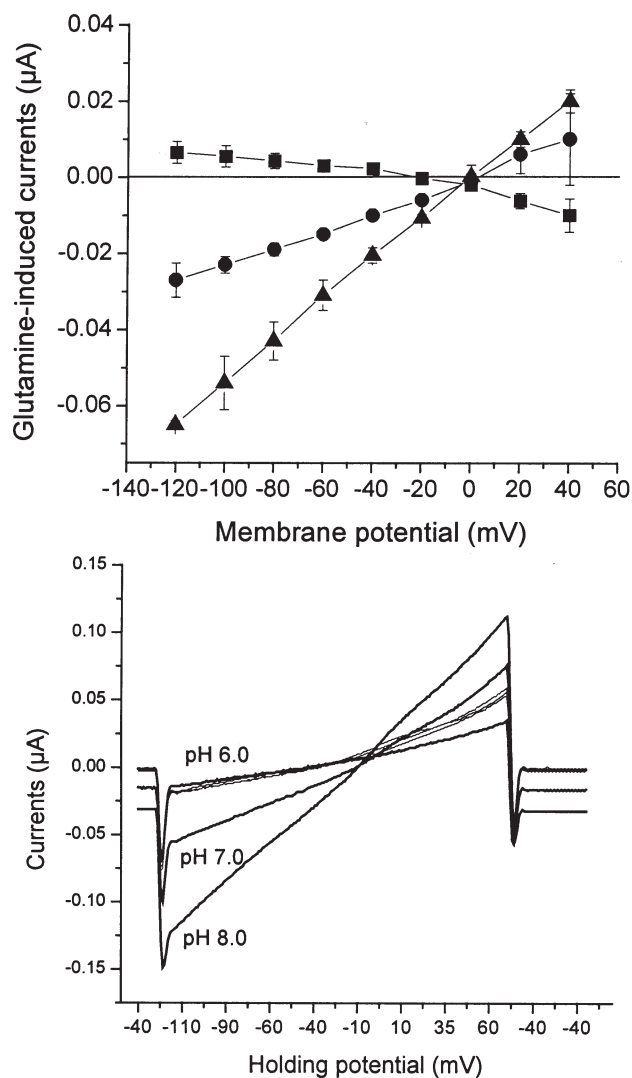 0.04
0.02
0.00
-0.02
-0.04
-0.06
Glutamine-induced currents (µA)
-140 -120 -100 -80 -60 -40 -20 0 20 40 60
Membrane potential (mV)
0.15
0.10
0.05
0.00
-0.05
-0.10
-0.15
Currents (µA)
pH 6.0
pH 7.0
pH 8.0
-40 -110 -60 -10 10 60 -40 -40
Holding potential (mV)